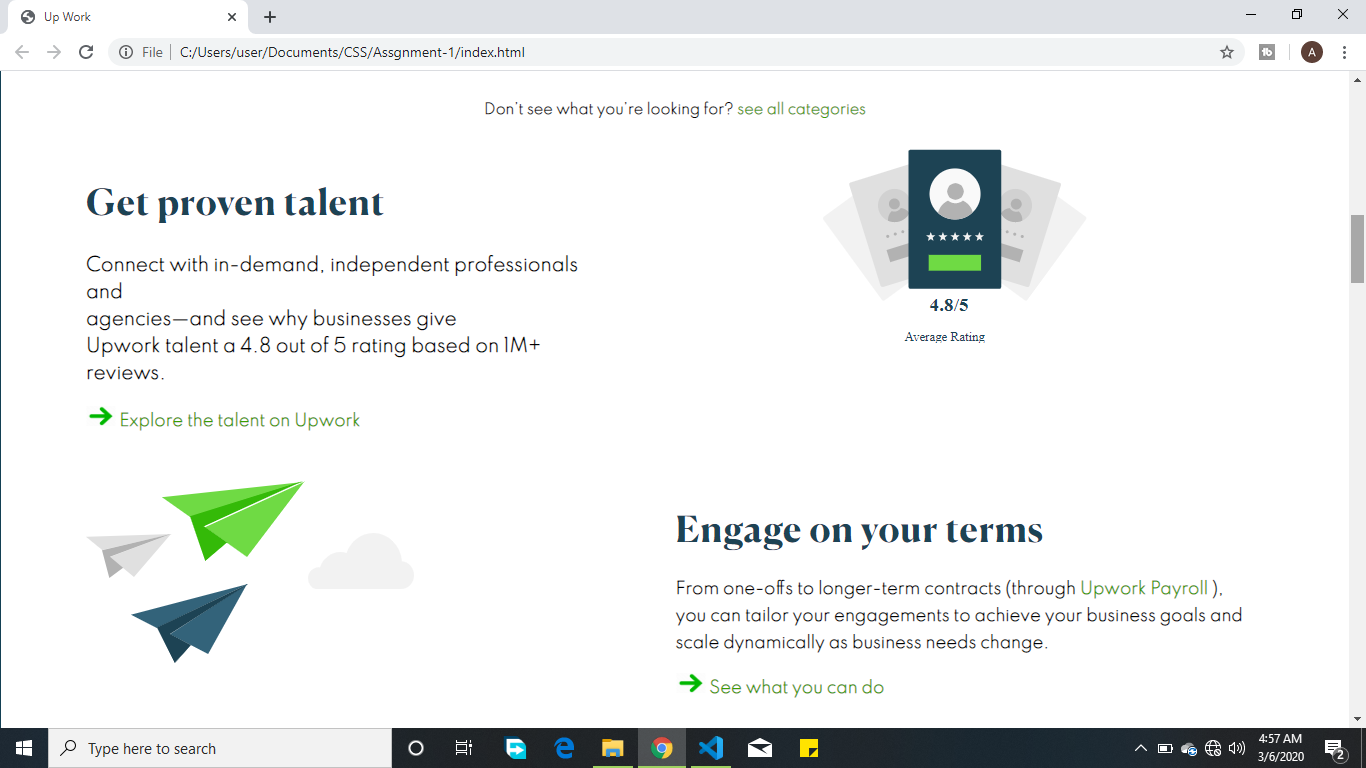 Up Work
File
C:/Users/user/Documents/CSS/Assgnment-1/index.html
A
Don't see what you're looking for? see all categories
Get proven talent
Connect with in-demand, independent professionals
and
agencies—and see why businesses give
Upwork talent a 4.8 out of 5 rating based on 1M+
reviews.
Explore the talent on Upwork
4.8/5
Average Rating
Engage on your terms
From one-offs to longer-term contracts (through Upwork Payroll ),
you can tailor your engagements to achieve your business goals and
scale dynamically as business needs change.
See what you can do
Type here to search
4:57 AM
3/6/2020
2